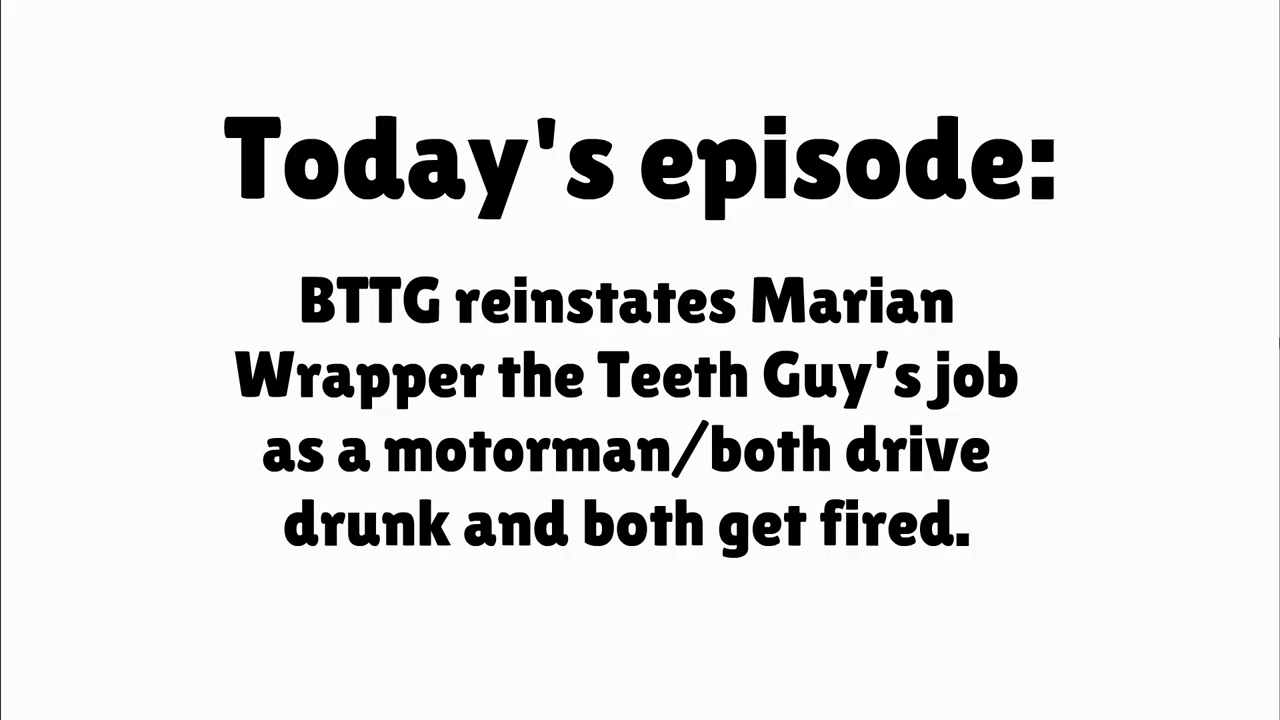 Today's episode:
BTTG reinstates Marian
Wrapper the Teeth Guy's job
as a motorman/both drive
drunk and both get fired.